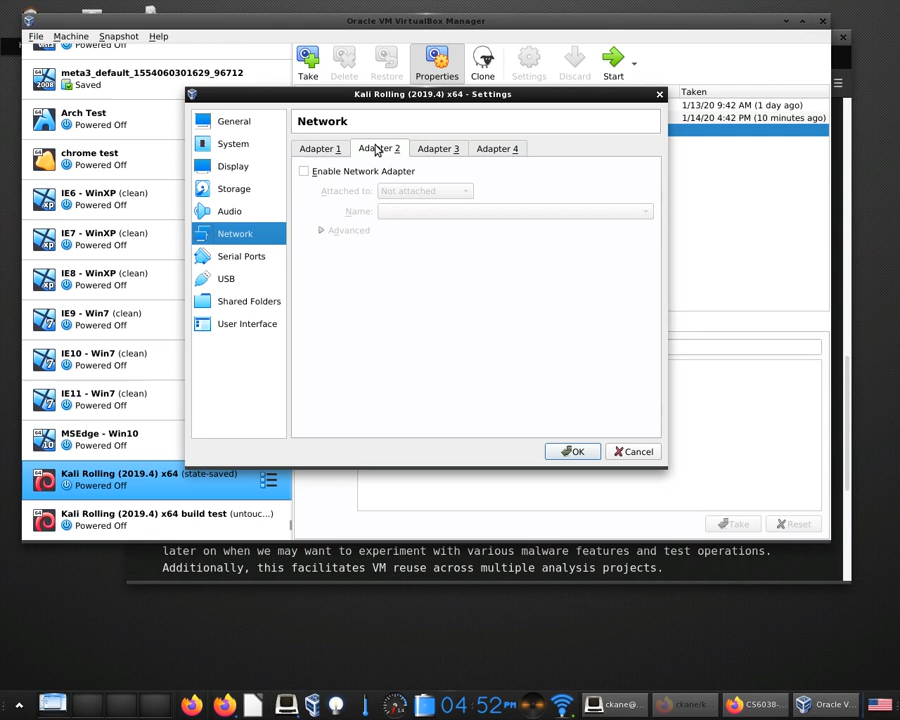 Oracle VM VirtualBox Manager
File Machine Snapshot Help
Powered Off
meta3_default_1554060301629_96712
64
2008
Saved
Arch Test
Powered Off
chrome test
Powered Off
IE6 - WinXP (clean)
Powered Off
IE7 - WinXP (clean)
Powered Off
IE8 - WinXP (clean)
Powered Off
IE9 - Win7 (clean)
Powered Off
IE10 - Win7 (clean)
Powered Off
IE11 - Win7 (clean)
Powered Off
MSEdge - Win10
Powered Off
Kali Rolling (2019.4) x64 (state-saved)
Powered Off
Kali Rolling (2019.4) x64 build test (untouc...)
Powered Off
Take Delete Restore Properties Clone Settings Discard Start
Taken
1/13/20 9:42 AM (1 day ago)
1/14/20 4:42 PM (10 minutes ago)
Kali Rolling (2019.4) x64 - Settings
General
System
Display
Storage
Audio
Network
Serial Ports
USB
Shared Folders
User Interface
Network
Adapter 1 Adapter 2 Adapter 3 Adapter 4
Enable Network Adapter
Attached to: Not attached
Name:
Advanced
OK Cancel
Take Reset
later on when we may want to experiment with various malware features and test operations.
Additionally, this facilitates VM reuse across multiple analysis projects.
04:52PM
ckane@... ckane/k CS6038-... Oracle V...